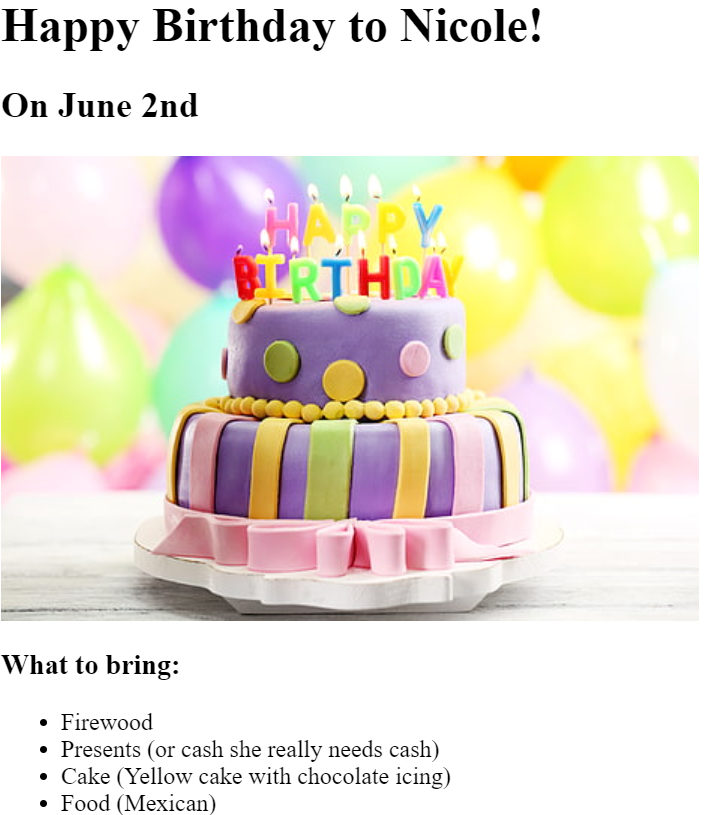 Happy Birthday to Nicole!
On June 2nd
HAPPY
BIRTHDAY
What to bring:
Firewood
Presents (or cash she really needs cash)
Cake (Yellow cake with chocolate icing)
Food (Mexican)